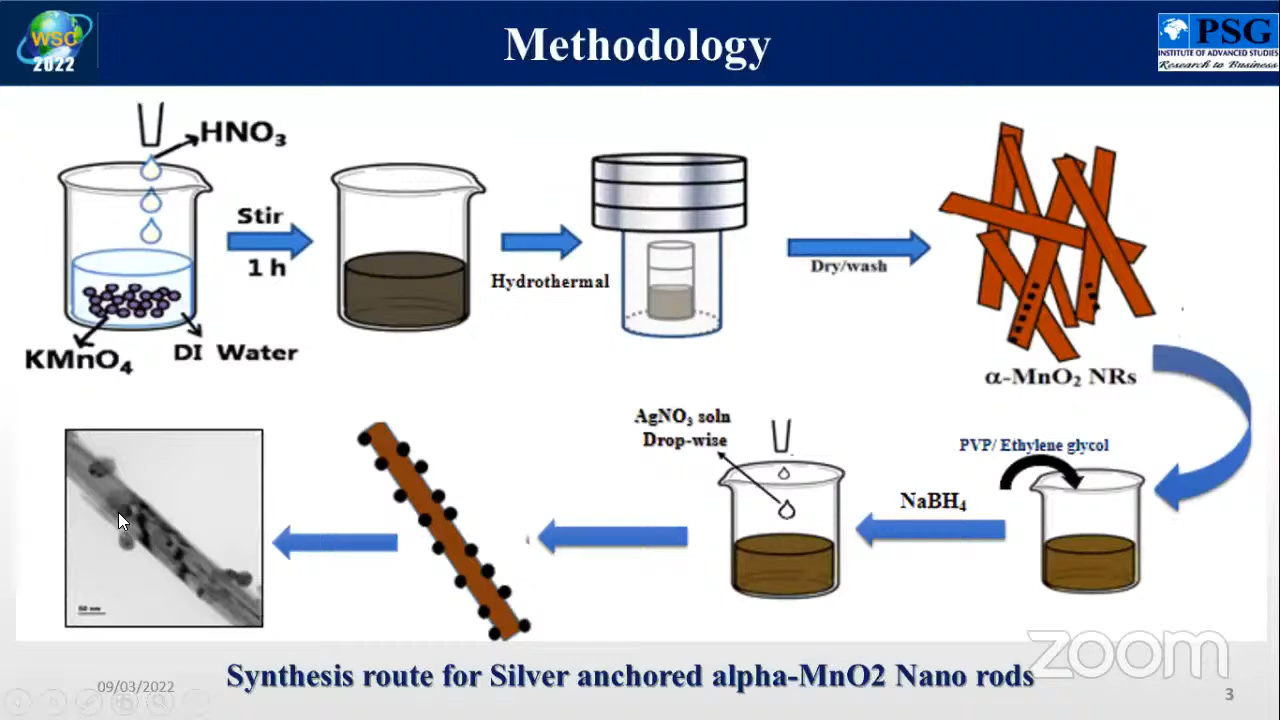 WSC
2022
Methodology
PSG
INSTITUTE OF ADVANCED STUDIES
Research to Business
HNO₃
Stir
1 h
KMnO₄
DI Water
Hydrothermal
Dry/wash
α-MnO₂ NRs
PVP/ Ethylene glycol
NaBH₄
AgNO₃ soln
Drop-wise
50 nm
Synthesis route for Silver anchored alpha-MnO2 Nano rods
zoom
09/03/2022
3